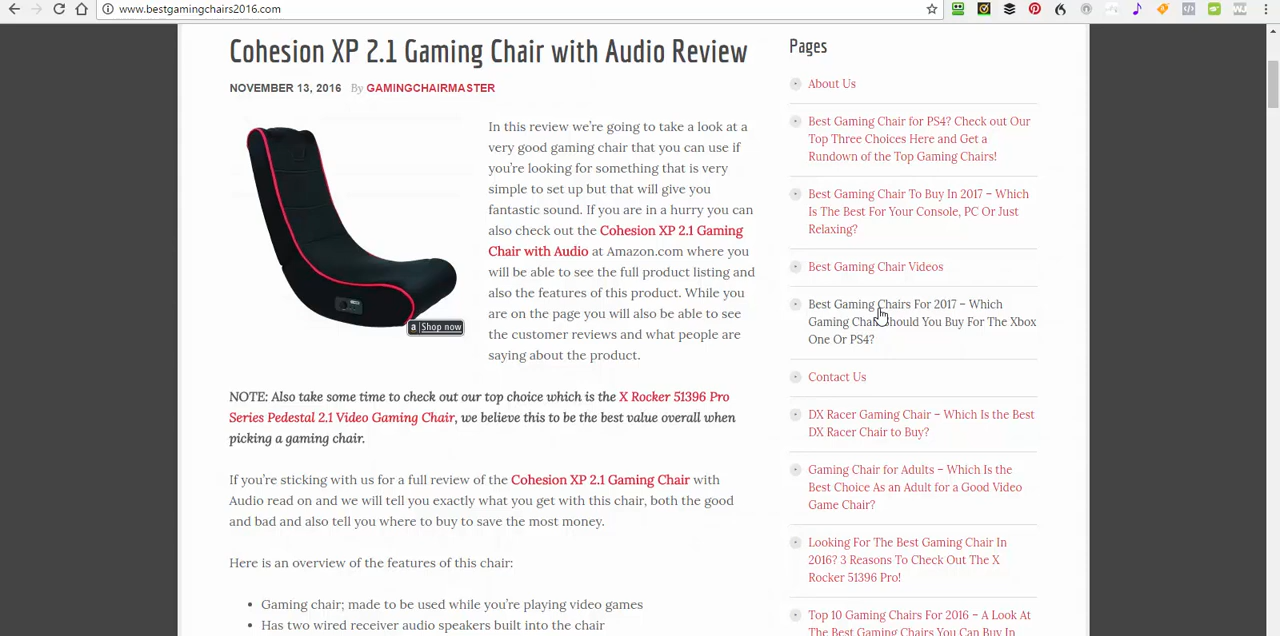 www.bestgamingchairs2016.com
Cohesion XP 2.1 Gaming Chair with Audio Review
NOVEMBER 13, 2016 By GAMINGCHAIRMASTER
In this review we're going to take a look at a
very good gaming chair that you can use if
you're looking for something that is very
simple to set up but that will give you
fantastic sound. If you are in a hurry you can
also check out the Cohesion XP 2.1 Gaming
Chair with Audio at Amazon.com where you
will be able to see the full product listing and
also the features of this product. While you
are on the page you will also be able to see
the customer reviews and what people are
saying about the product.
a Shop now
NOTE: Also take some time to check out our top choice which is the X Rocker 51396 Pro
Series Pedestal 2.1 Video Gaming Chair, we believe this to be the best value overall when
picking a gaming chair.
If you're sticking with us for a full review of the Cohesion XP 2.1 Gaming Chair with
Audio read on and we will tell you exactly what you get with this chair, both the good
and bad and also tell you where to buy to save the most money.
Here is an overview of the features of this chair:
• Gaming chair; made to be used while you're playing video games
• Has two wired receiver audio speakers built into the chair
Pages
About Us
Best Gaming Chair for PS4? Check out Our
Top Three Choices Here and Get a
Rundown of the Top Gaming Chairs!
Best Gaming Chair To Buy In 2017 – Which
Is The Best For Your Console, PC Or Just
Relaxing?
Best Gaming Chair Videos
Best Gaming Chairs For 2017 – Which
Gaming Chair Should You Buy For The Xbox
One Or PS4?
Contact Us
DX Racer Gaming Chair – Which Is the Best
DX Racer Chair to Buy?
Gaming Chair for Adults – Which Is the
Best Choice As an Adult for a Good Video
Game Chair?
Looking For The Best Gaming Chair In
2016? 3 Reasons To Check Out The X
Rocker 51396 Pro!
Top 10 Gaming Chairs For 2016 – A Look At
The Best Gaming Chairs You Can Buy In